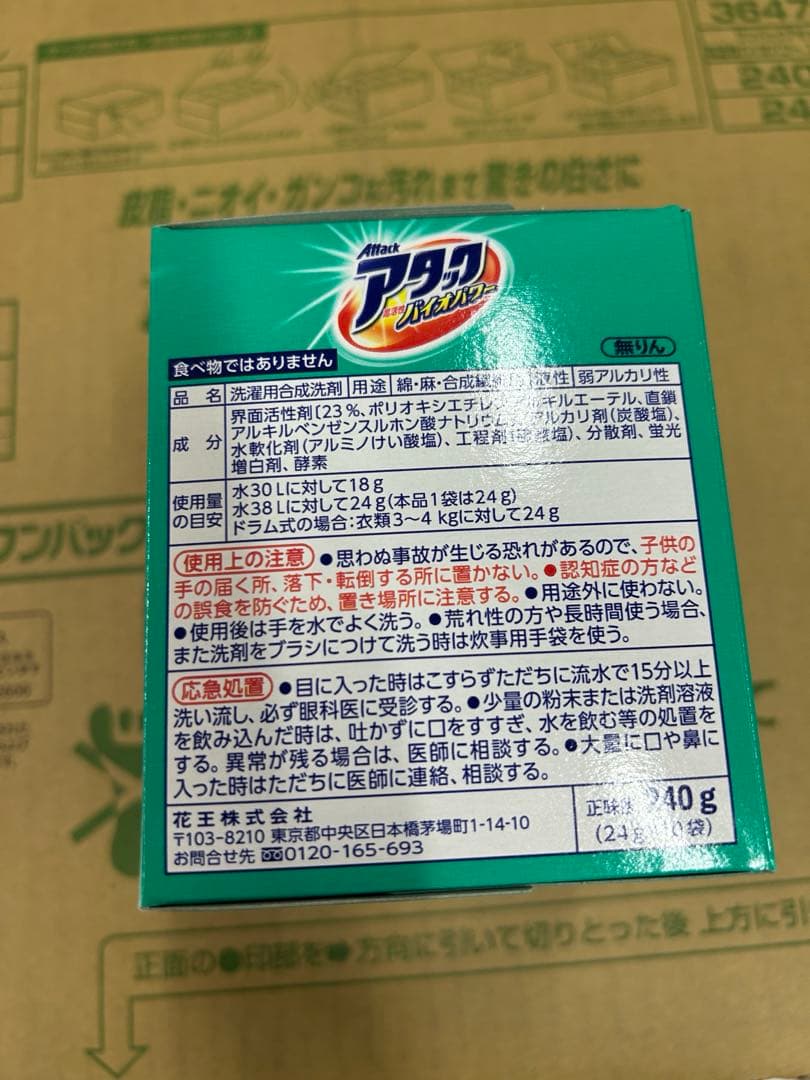 3647
240
24
殺菌・ニオイ・ガンコな汚れまで驚きの白さに
Attack
アタック
高活性バイオパワー
無りん
食べ物ではありません
品 名 洗濯用合成洗剤 用途 綿・麻・合成繊維用 液性 弱アルカリ性
成 分 界面活性剤〔23%、ポリオキシエチレンアルキルエーテル、直鎖
アルキルベンゼンスルホン酸ナトリウム〕、アルカリ剤(炭酸塩)、
水軟化剤(アルミノけい酸塩)、工程剤(硫酸塩)、分散剤、蛍光
増白剤、酵素
使用量の目安 水30Lに対して18g
水38Lに対して24g(本品1袋は24g)
ドラム式の場合:衣類3〜4kgに対して24g
使用上の注意 ●思わぬ事故が生じる恐れがあるので、子供の
手の届く所、落下・転倒する所に置かない。●認知症の方など
の誤食を防ぐため、置き場所に注意する。●用途外に使わない。
●使用後は手を水でよく洗う。●荒れ性の方や長時間使う場合、
また洗剤をブラシにつけて洗う時は炊事用手袋を使う。
応急処置 ●目に入った時はこすらずただちに流水で15分以上
洗い流し、必ず眼科医に受診する。●少量の粉末または洗剤溶液
を飲み込んだ時は、吐かずに口をすすぎ、水を飲む等の処置を
する。異常が残る場合は、医師に相談する。●大量に口や鼻に
入った時はただちに医師に連絡、相談する。
花王株式会社
〒103-8210 東京都中央区日本橋茅場町1-14-10
お問合せ先 0120-165-693
正味量 240g
(24g×10袋)
ワンパック
正面の●印部を➡方向に引いて切りとった後 上方に引